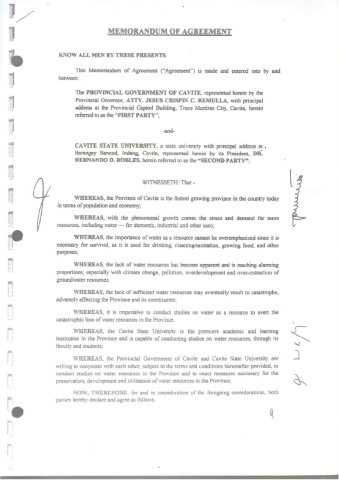 MEMORANDUM OF AGREEMENT
KNOW ALL MEN BY THESE PRESENTS:
This Memorandum of Agreement ("Agreement") is made and entered into by and
between:
The PROVINCIAL GOVERNMENT OF CAVITE, represented herein by the
Provincial Governor, ATTY. JESUS CRISPIN C. REMULLA, with principal
address at the Provincial Capitol Building, Trece Martires City, Cavite, herein
referred to as the "FIRST PARTY";
-and-
CAVITE STATE UNIVERSITY, a state university with principal address at
Barangay Bancod, Indang, Cavite, represented herein by its President, DR.
HERNANDO D. ROBLES, herein referred to as the "SECOND PARTY";
WITNESSETH: That -
WHEREAS, the Province of Cavite is the fastest growing province in the country today
in terms of population and economy;
WHEREAS, with the phenomenal growth comes the strain and demand for more
resources, including water — for domestic, industrial and other uses;
WHEREAS, the importance of water as a resource cannot be overemphasized since it is
necessary for survival, as it is used for drinking, cleaning/sanitation, growing food, and other
purposes;
WHEREAS, the lack of water resources has become apparent and is reaching alarming
proportions, especially with climate change, pollution, overdevelopment and over-extraction of
groundwater resources;
WHEREAS, the lack of sufficient water resources may eventually result to catastrophe,
adversely affecting the Province and its constituents;
WHEREAS, it is imperative to conduct studies on water as a resource to avert the
catastrophic loss of water resources in the Province;
WHEREAS, the Cavite State University is the premiere academic and learning
institution in the Province and is capable of conducting studies on water resources, through its
faculty and students;
WHEREAS, the Provincial Government of Cavite and Cavite State University are
willing to cooperate with each other, subject to the terms and conditions hereinafter provided, to
conduct studies on water resources in the Province and to enact measures necessary for the
preservation, development and utilization of water resources in the Province;
NOW, THEREFORE, for and in consideration of the foregoing considerations, both
parties hereby declare and agree as follows: